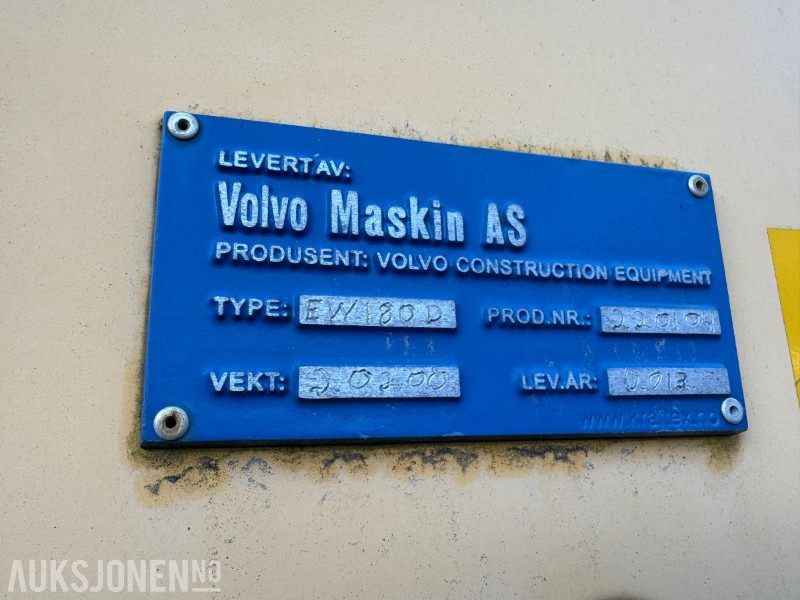 LEVERT AV:
Volvo Maskin AS
PRODUSENT: VOLVO CONSTRUCTION EQUIPMENT
TYPE: EW180D PROD.NR.: 220104
VEKT: 20200 LEV.ÅR: 2013
www.kraftex.no
AUKSJONEN.NO